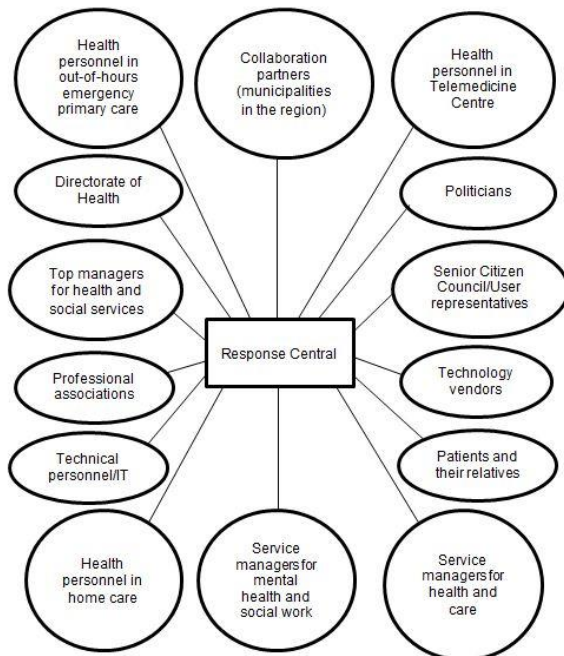 Health
personnel in
out-of-hours
emergency
primary care
Collaboration
partners
(municipalities
in the region)
Health
personnel in
Telemedicine
Centre
Directorate of
Health
Politicians
Top managers
for health and
social services
Senior Citizen
Council/User
representatives
Response Central
Professional
associations
Technology
vendors
Technical
personnel/IT
Patients and
their relatives
Health
personnel in
home care
Service
managers for
mental
health and
social work
Service
managers for
health and
care